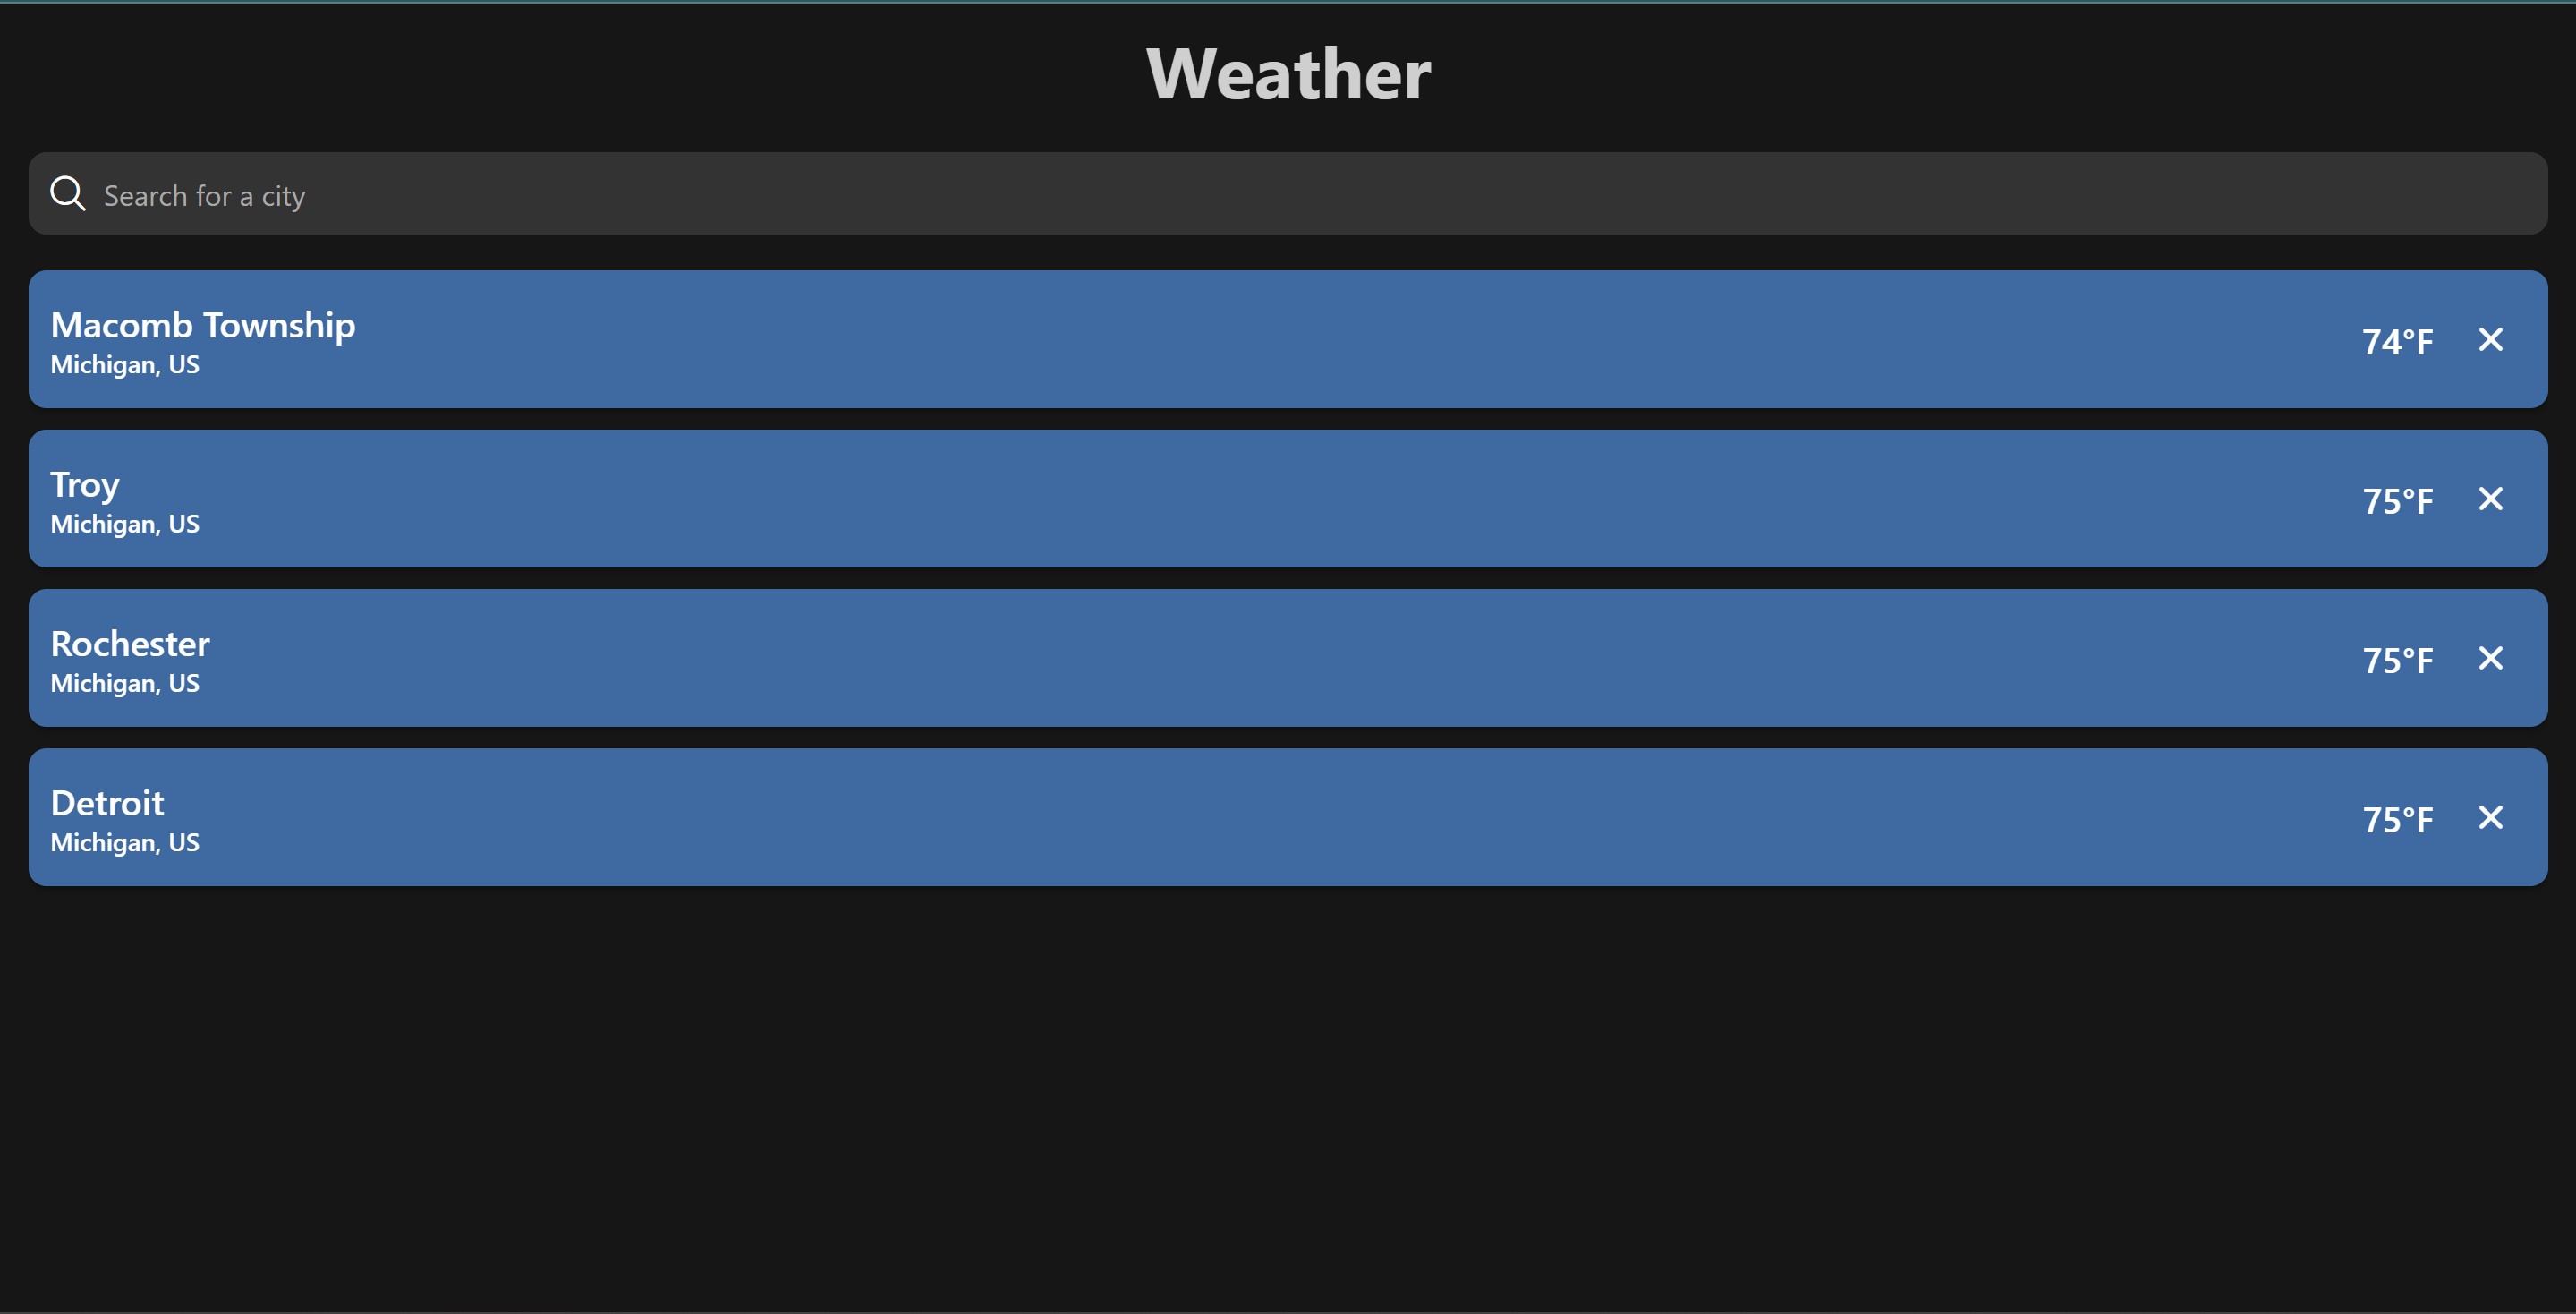 Weather
Search for a city
Macomb Township
Michigan, US
74°F
Troy
Michigan, US
75°F
Rochester
Michigan, US
75°F
Detroit
Michigan, US
75°F